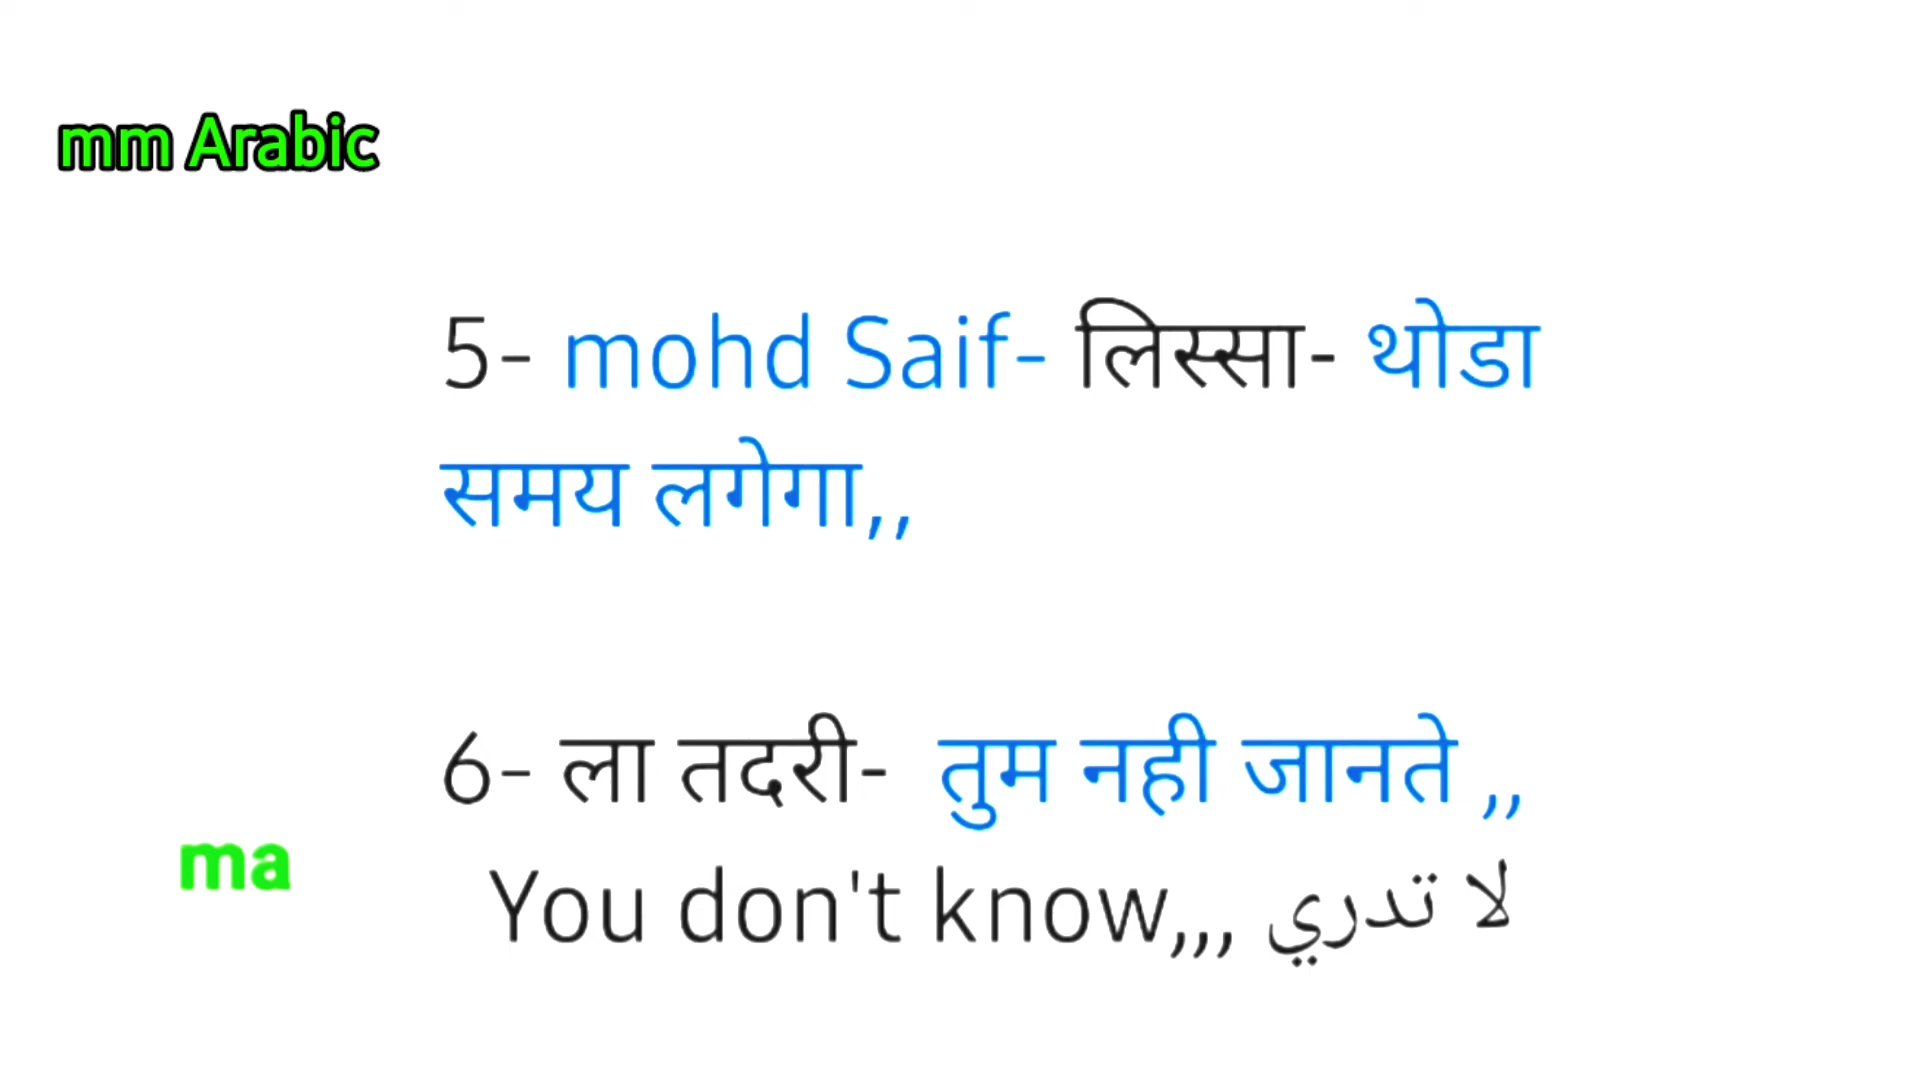 mm Arabic
5- mohd Saif- लिस्सा- थोडा
समय लगेगा,,
6- ला तदरी- तुम नही जानते ,,
ma
You don't know,,, لا تدري